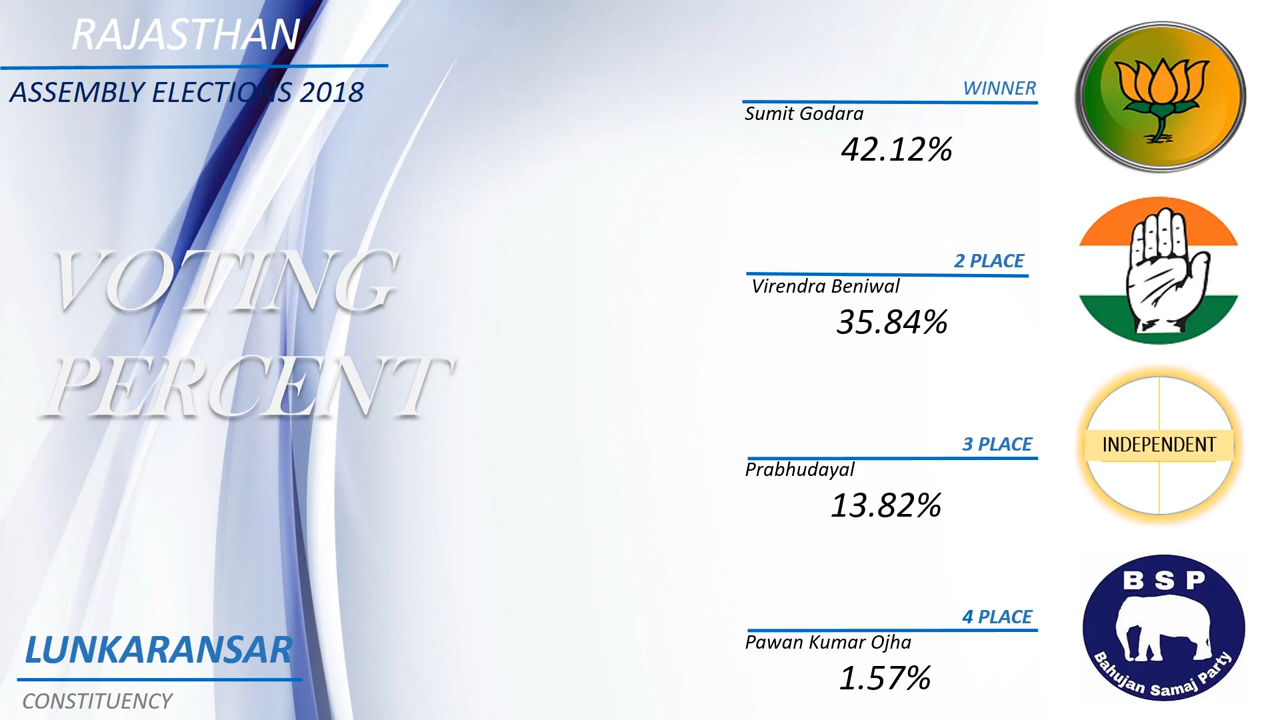 RAJASTHAN
ASSEMBLY ELECTIONS 2018
VOTING
PERCENT
LUNKARANSAR
CONSTITUENCY
WINNER
Sumit Godara
42.12%
2 PLACE
Virendra Beniwal
35.84%
3 PLACE
Prabhudayal
13.82%
INDEPENDENT
4 PLACE
Pawan Kumar Ojha
1.57%
BSP
Bahujan Samaj Party